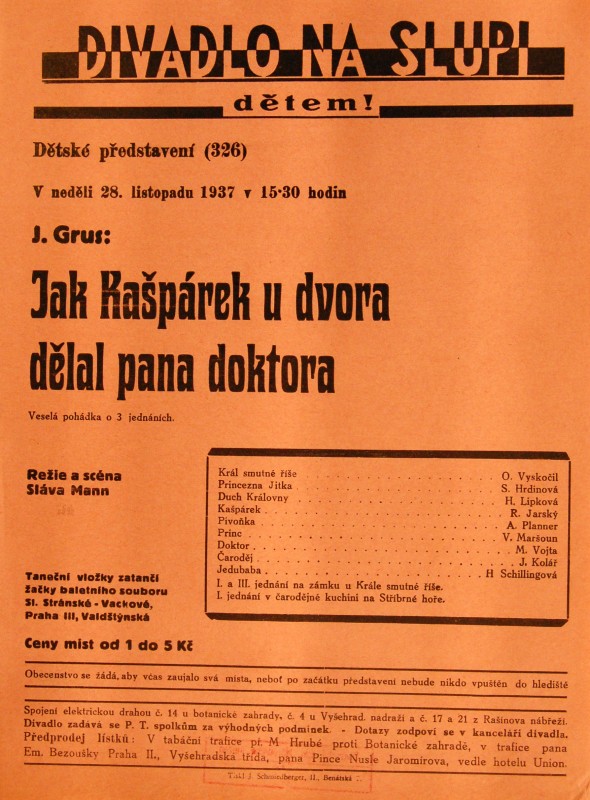 DIVADLO NA SLUPI
dětem!
Dětské představení (326)
V neděli 28. listopadu 1937 v 15·30 hodin
J. Grus:
Jak Kašpárek u dvora
dělal pana doktora
Veselá pohádka o 3 jednáních.
Režie a scéna
Sláva Mann
Král smutné říše . . . O. Vyskočil
Princezna Jitka . . . S. Hrdinová
Duch Královny . . . H. Lipková
Kašpárek . . . R. Jarský
Pivoňka . . . A. Planner
Princ . . . V. Maršoun
Doktor . . . M. Vojta
Čaroděj . . . J. Kolář
Jedubaba . . . H Schillingová
I. a III. jednání na zámku u Krále smutné říše.
I. jednání v čarodějné kuchini na Stříbrné hoře.
Taneční vložky zatančí
žačky baletního souboru
Sl. Stránské - Vackové,
Praha III, Valdštýnská
Ceny míst od 1 do 5 Kč
Obecenstvo se žádá, aby včas zaujalo svá místa, neboť po začátku představení nebude nikdo vpuštěn do hlediště
Spojení elektrickou drahou č. 14 u botanické zahrady, č. 4 u Vyšehrad. nádraží a č. 17 a 21 z Rašínova nábřeží.
Divadlo zadává se P. T. spolkům za výhodných podmínek. - Dotazy zodpoví se v kanceláři divadla.
Předprodej lístků: V tabáční trafice pí. M Hrubé proti Botanické zahradě, v trafice pana
Em. Bezoušky Praha II., Vyšehradská třída, pana Pince Nusle Jaromírova, vedle hotelu Union.
Tiskl J. Schmidberger, II., Benátská